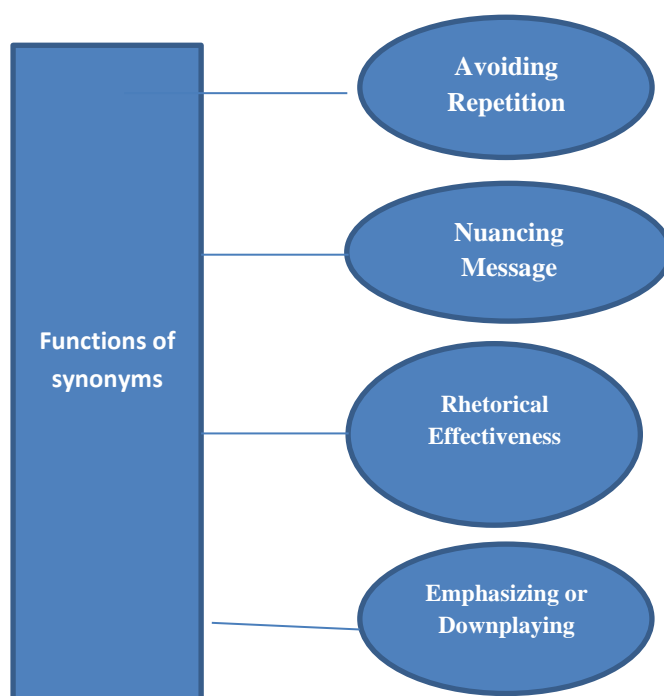 Functions of
synonyms
Avoiding
Repetition
Nuancing
Message
Rhetorical
Effectiveness
Emphasizing or
Downplaying